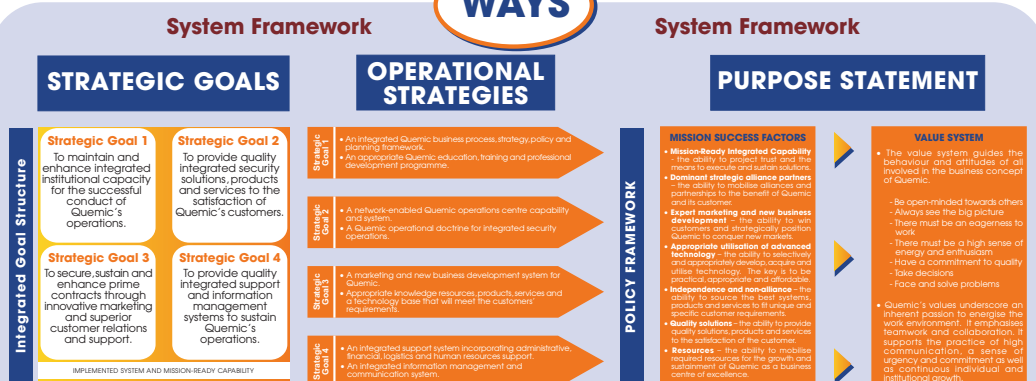 WAYS
System Framework
System Framework
STRATEGIC GOALS
OPERATIONAL
STRATEGIES
PURPOSE STATEMENT
Integrated Goal Structure
Strategic Goal 1
To maintain and
enhance integrated
institutional capacity
for the successful
conduct of
Quemic's
operations.
Strategic Goal 2
To provide quality
integrated security
solutions, products
and services to the
satisfaction of
Quemic's customers.
Strategic Goal 3
To secure,sustain and
enhance prime
contracts through
innovative marketing
and superior
customer relations
and support.
Strategic Goal 4
To provide quality
integrated support
and information
management
systems to sustain
Quemic's
operations.
IMPLEMENTED SYSTEM AND MISSION-READY CAPABILITY
Strategic
Goal 1
• An integrated Quemic business process,strategy,policy and
planning framework.
• An appropriate Quemic education,training and professional
development programme.
Strategic
Goal 2
• A network-enabled Quemic operations centre capability
and system.
• A Quemic operational doctrine for integrated security
operations.
Strategic
Goal 3
• A marketing and new business development system for
Quemic.
• Appropriate knowledge resources,products,services and
a technology base that will meet the customers'
requirements.
Strategic
Goal 4
• An integrated support system incorporating administrative,
financial,logistics and human resources support.
• An integrated information management and
communication system.
POLICY FRAMEWORK
MISSION SUCCESS FACTORS
• Mission-Ready Integrated Capability
- the ability to project trust and the
means to execute and sustain solutions.
• Dominant strategic alliance partners
– the ability to mobilise alliances and
partnerships to the benefit of Quemic
and its customer.
• Expert marketing and new business
development – the ability to win
customers and strategically position
Quemic to conquer new markets.
• Appropriate utilisation of advanced
technology – the ability to selectively
and appropriately develop,acquire and
utilise technology. The key is to be
practical, appropriate and affordable.
• Independence and non-alliance – the
ability to source the best systems,
products and services to fit unique and
specific customer requirements.
• Quality solutions – the ability to provide
quality solutions, products and services
to the satisfaction of the customer.
• Resources – the ability to mobilise
required resources for the growth and
sustainment of Quemic as a business
centre of excellence.
VALUE SYSTEM
• The value system guides the
behaviour and attitudes of all
involved in the business concept
of Quemic.
- Be open-minded towards others
- Always see the big picture
- There must be an eagerness to
work
- There must be a high sense of
energy and enthusiasm
- Have a commitment to quality
- Take decisions
- Face and solve problems
• Quemic's values underscore an
inherent passion to energise the
work environment. It emphasises
teamwork and collaboration. It
supports the practice of high
communication, a sense of
urgency and commitment as well
as continuous individual and
institutional growth.